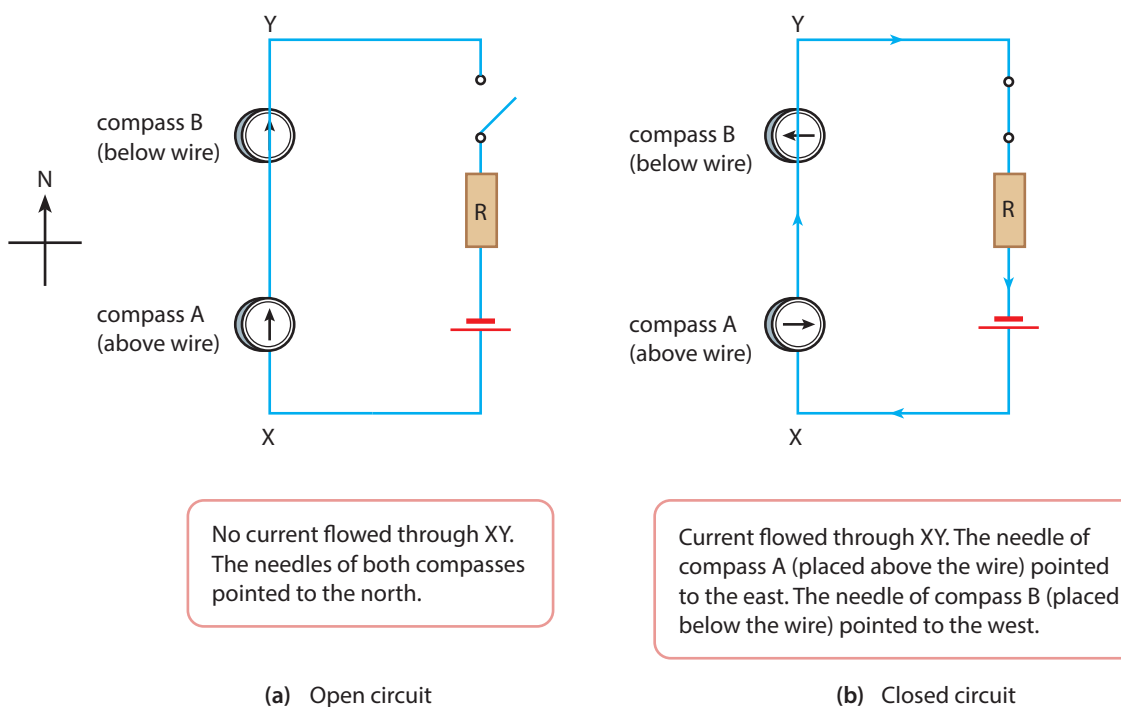 Y
compass B
(below wire)
N
R
compass A
(above wire)
X
No current flowed through XY.
The needles of both compasses
pointed to the north.
(a) Open circuit
Y
compass B
(below wire)
R
compass A
(above wire)
X
Current flowed through XY. The needle of
compass A (placed above the wire) pointed
to the east. The needle of compass B (placed
below the wire) pointed to the west.
(b) Closed circuit